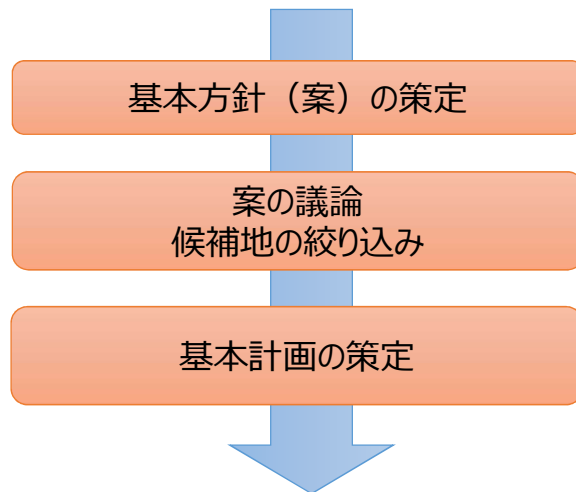 基本方針（案）の策定
案の議論
候補地の絞り込み
基本計画の策定